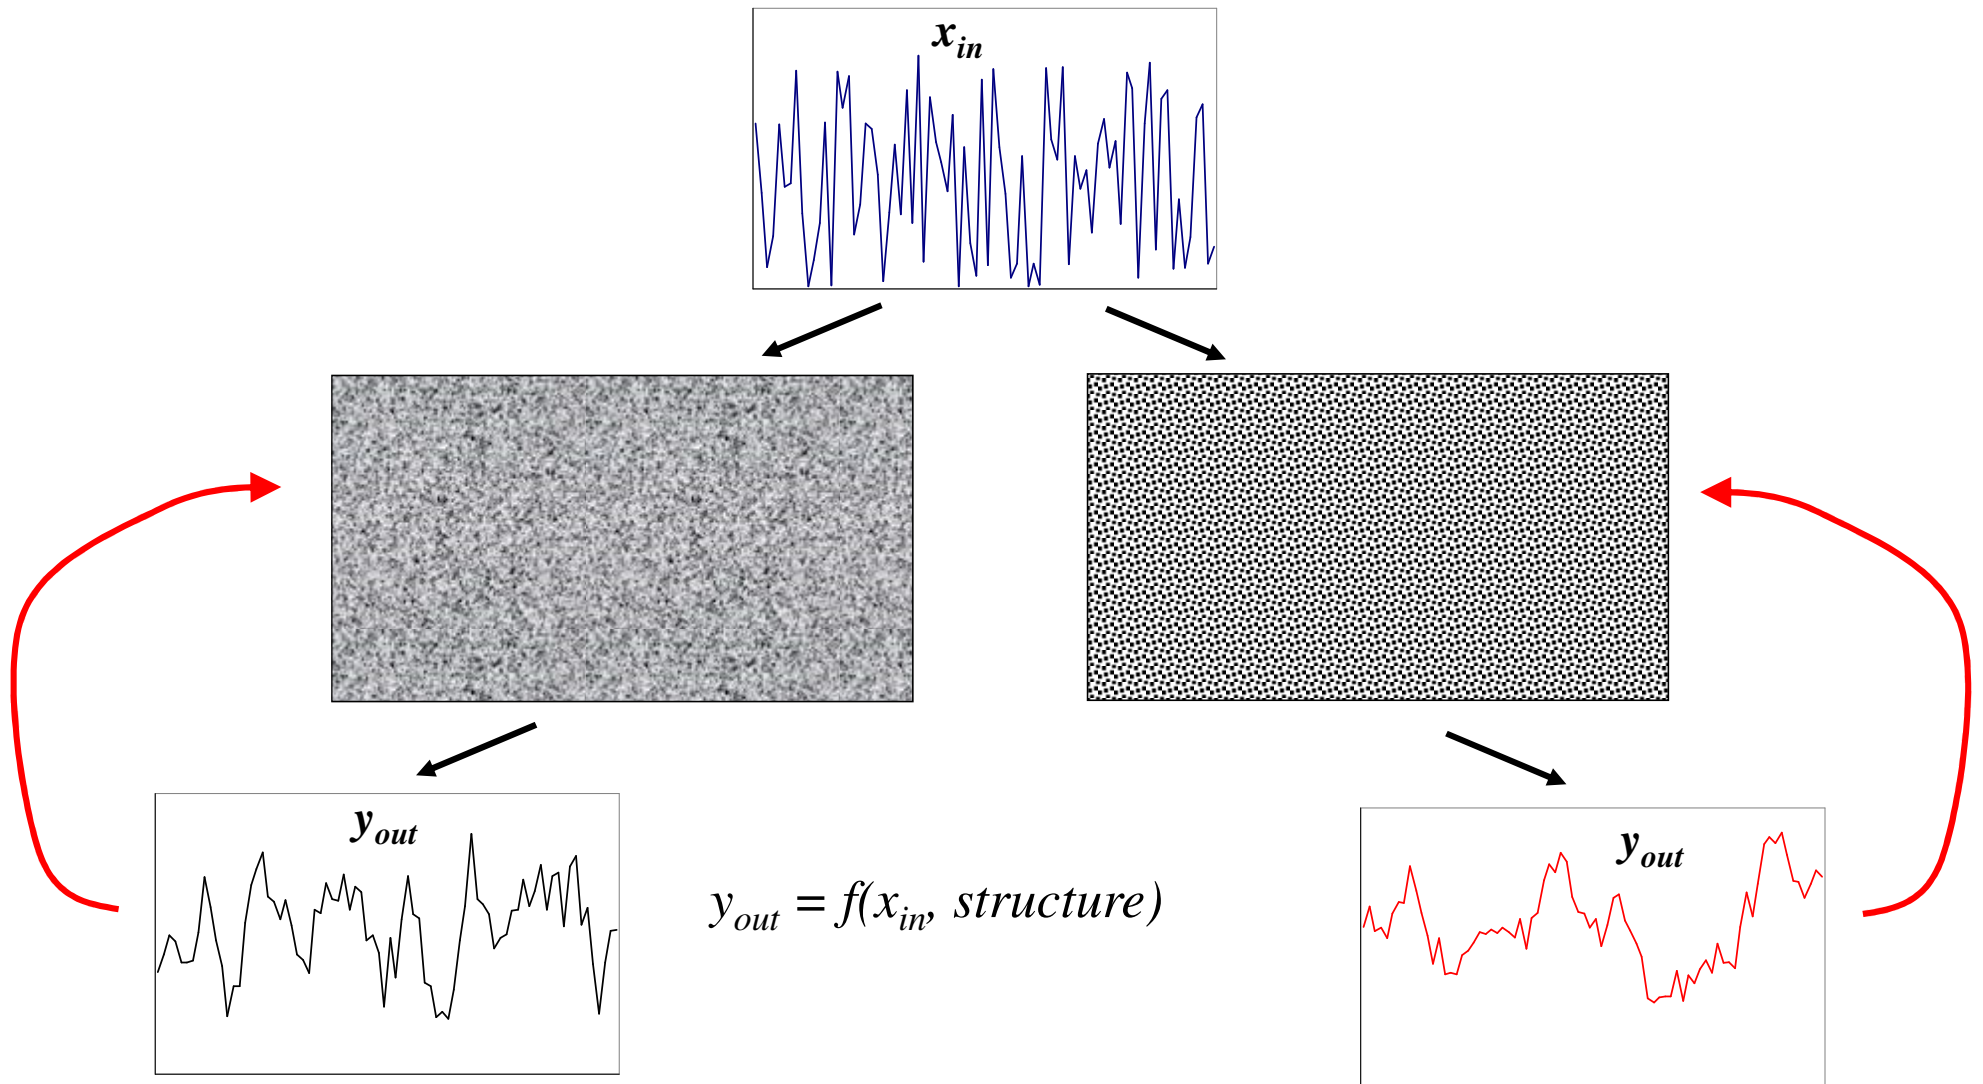 x_in
y_out
y_out = f(x_in, structure)
y_out